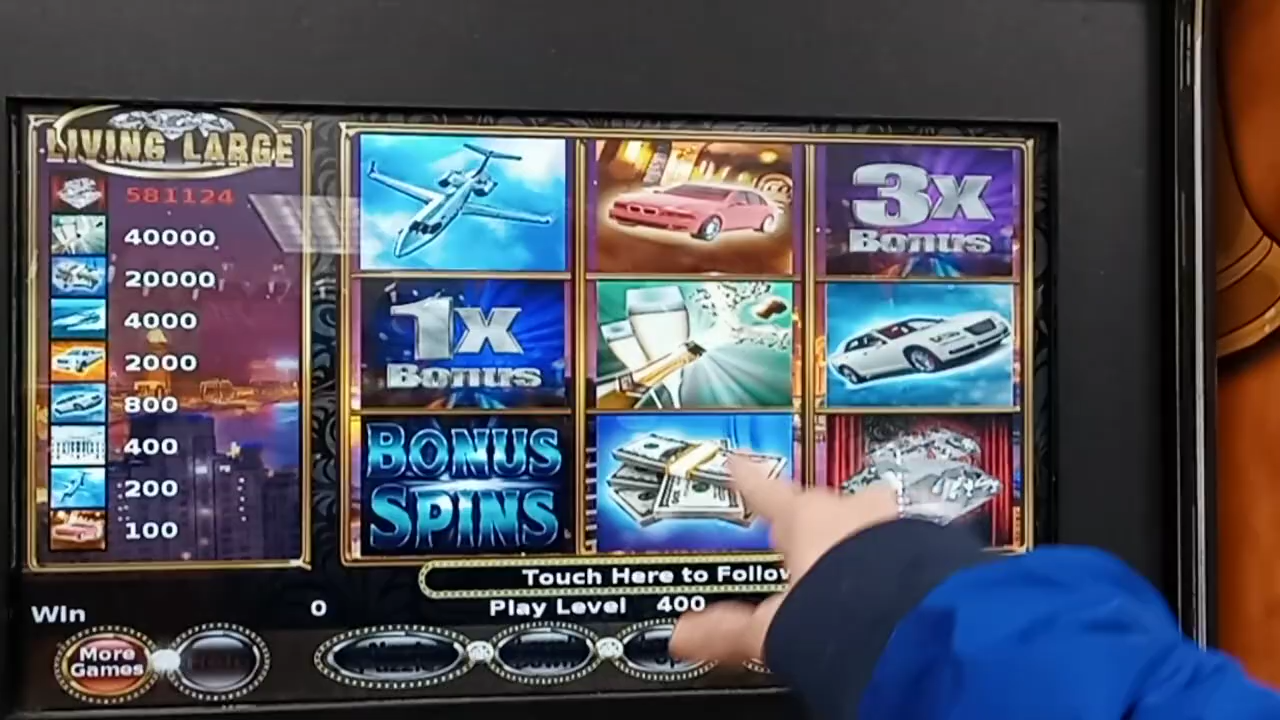 LIVING LARGE
581124
40000
20000
4000
2000
800
400
200
100
3x
Bonus
1x
Bonus
BONUS
SPINS
Touch Here to Follow
Play Level 400
Win 0
More
Games